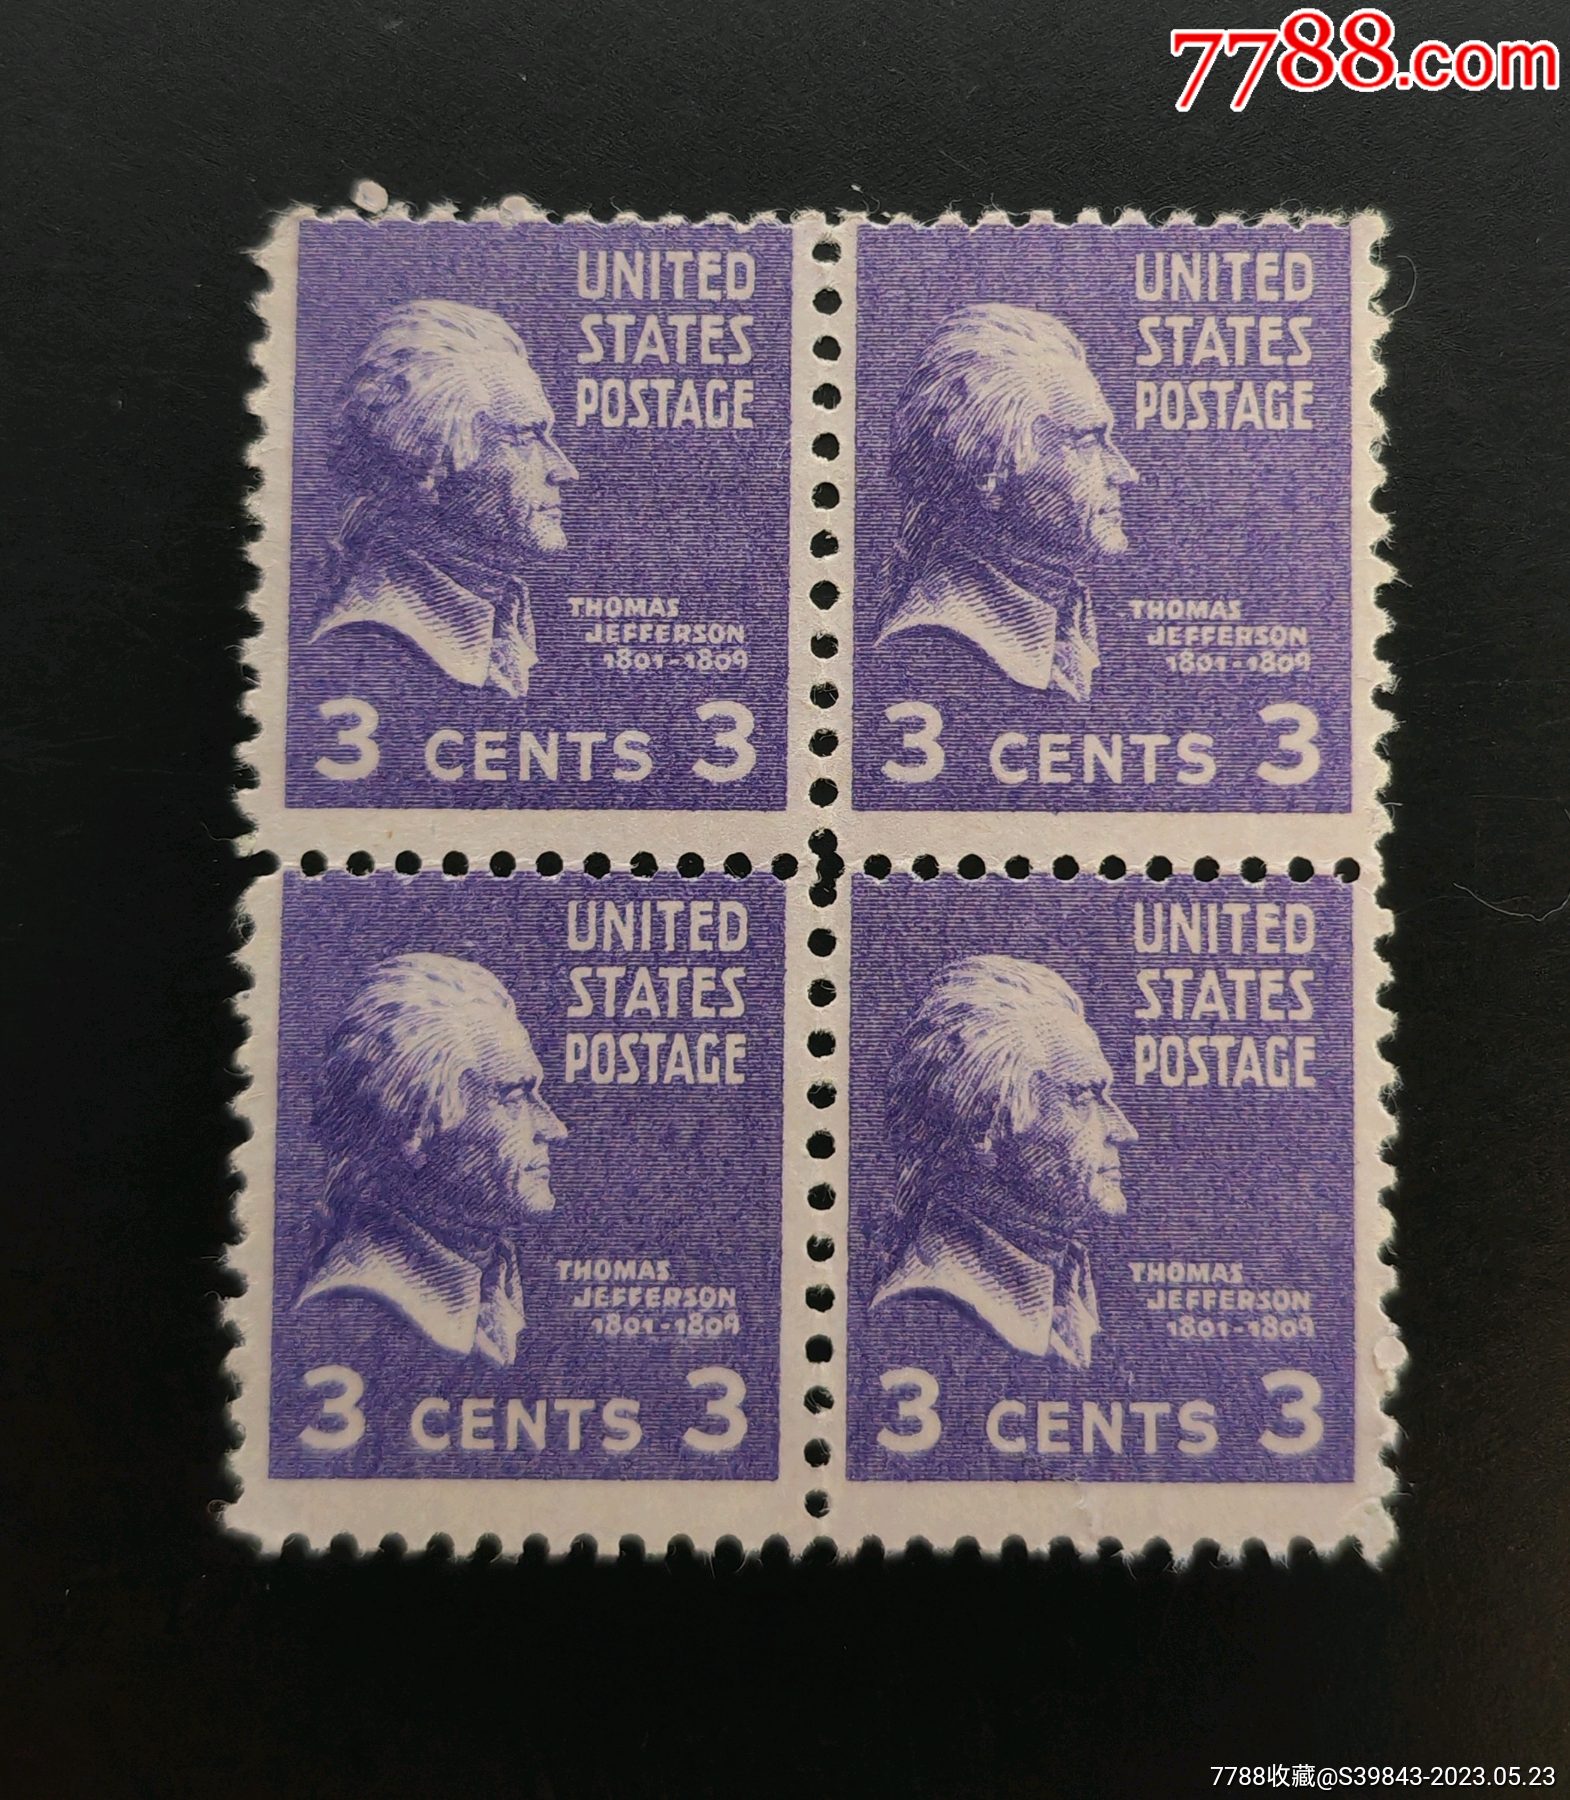 7788.com
UNITED
STATES
POSTAGE
THOMAS
JEFFERSON
1801-1809
3 CENTS 3
UNITED
STATES
POSTAGE
THOMAS
JEFFERSON
1801-1809
3 CENTS 3
UNITED
STATES
POSTAGE
THOMAS
JEFFERSON
1801-1809
3 CENTS 3
UNITED
STATES
POSTAGE
THOMAS
JEFFERSON
1801-1809
3 CENTS 3
7788收藏@S39843-2023.05.23